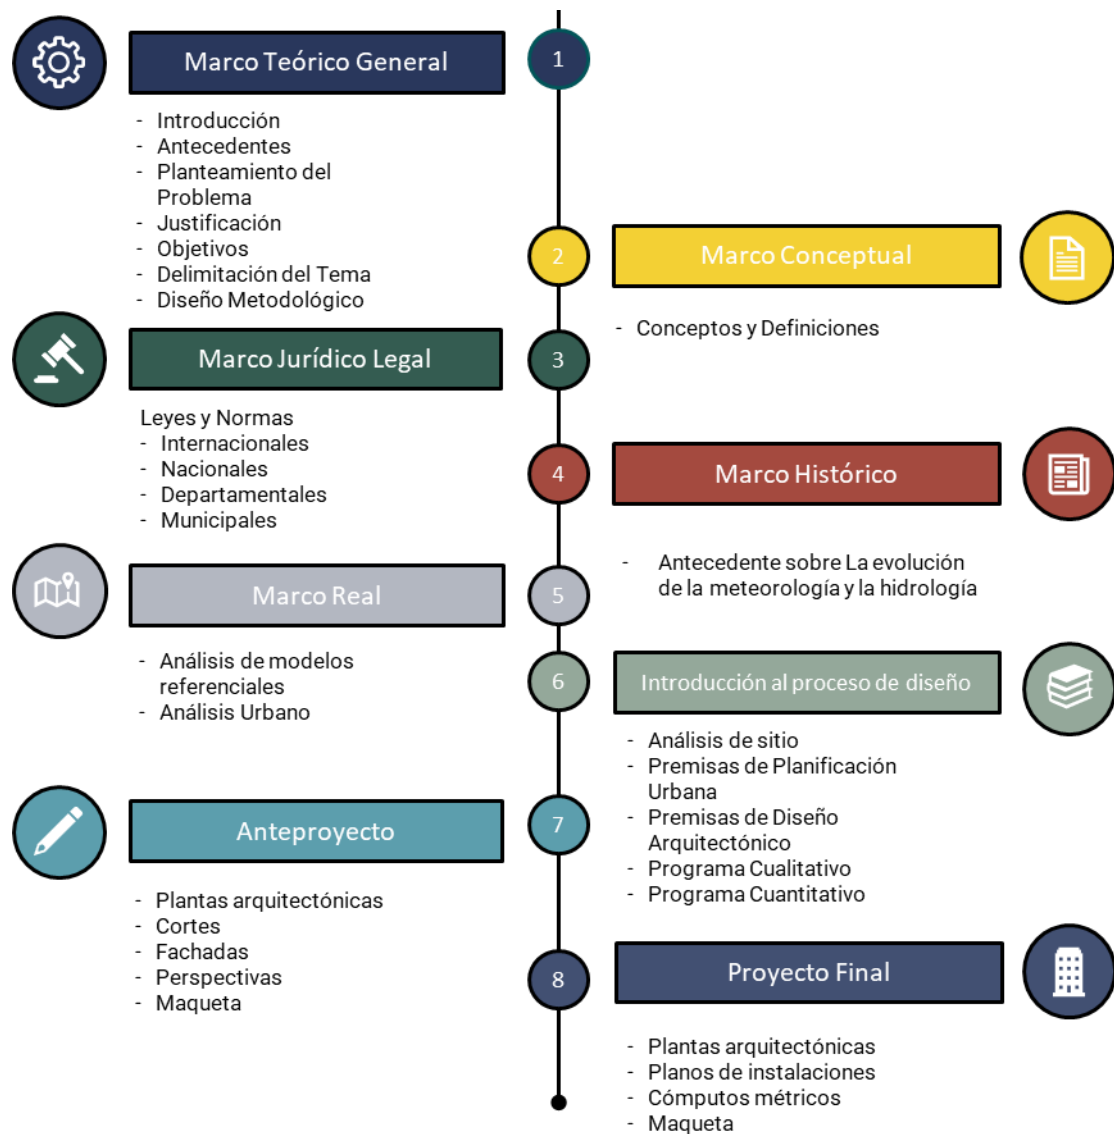 Marco Teórico General
1
- Introducción
- Antecedentes
- Planteamiento del
Problema
- Justificación
- Objetivos
- Delimitación del Tema
- Diseño Metodológico
2
Marco Conceptual
- Conceptos y Definiciones
Marco Jurídico Legal
3
Leyes y Normas
- Internacionales
- Nacionales
- Departamentales
- Municipales
4
Marco Histórico
- Antecedente sobre La evolución
de la meteorología y la hidrología
Marco Real
5
- Análisis de modelos
referenciales
- Análisis Urbano
6
Introducción al proceso de diseño
- Análisis de sitio
- Premisas de Planificación
Urbana
- Premisas de Diseño
Arquitectónico
- Programa Cualitativo
- Programa Cuantitativo
Anteproyecto
7
- Plantas arquitectónicas
- Cortes
- Fachadas
- Perspectivas
- Maqueta
8
Proyecto Final
- Plantas arquitectónicas
- Planos de instalaciones
- Cómputos métricos
- Maqueta